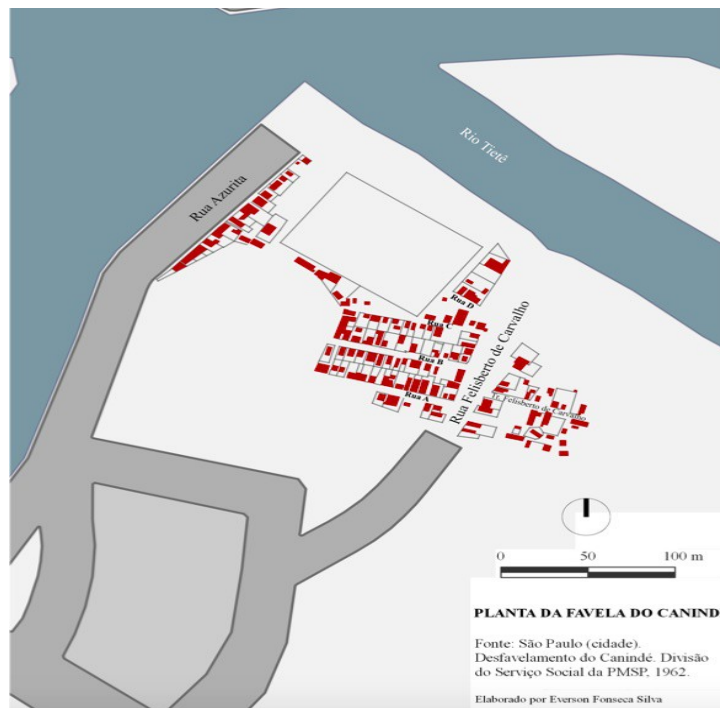 Rio Tietê
Rua Azurita
Rua D
Rua C
Rua Felisberto de Carvalho
Rua B
Rua A
Tr. Felisberto de Carvalho
0 50 100 m
PLANTA DA FAVELA DO CANIND
Fonte: São Paulo (cidade).
Desfavelamento do Canindé. Divisão
do Serviço Social da PMSP, 1962.
Elaborado por Everson Fonseca Silva